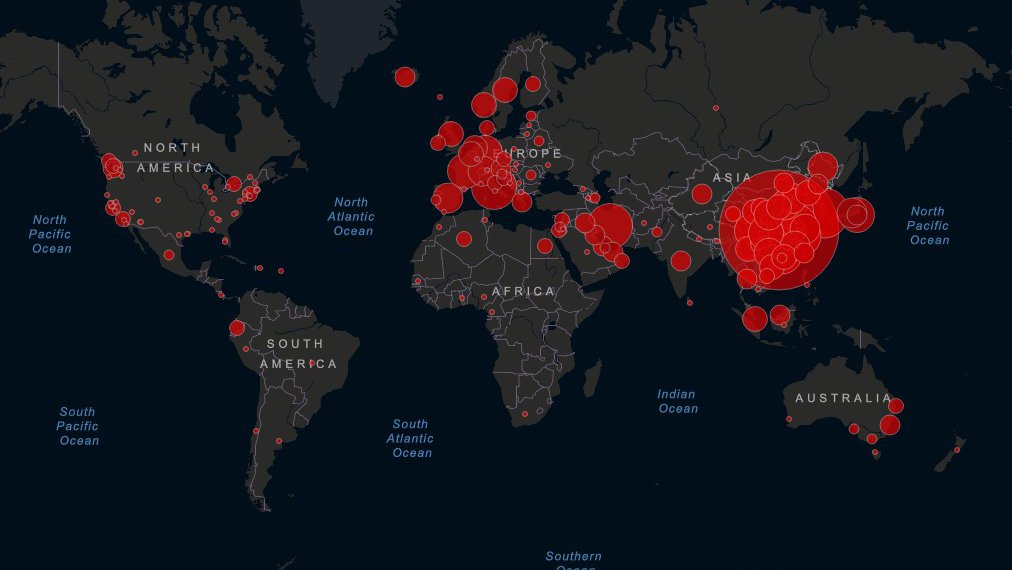 NORTH
AMERICA
EUROPE
ASIA
North
Pacific
Ocean
North
Atlantic
Ocean
North
Pacific
Ocean
AFRICA
SOUTH
AMERICA
Indian
Ocean
AUSTRALIA
South
Pacific
Ocean
South
Atlantic
Ocean
Southern
Ocean